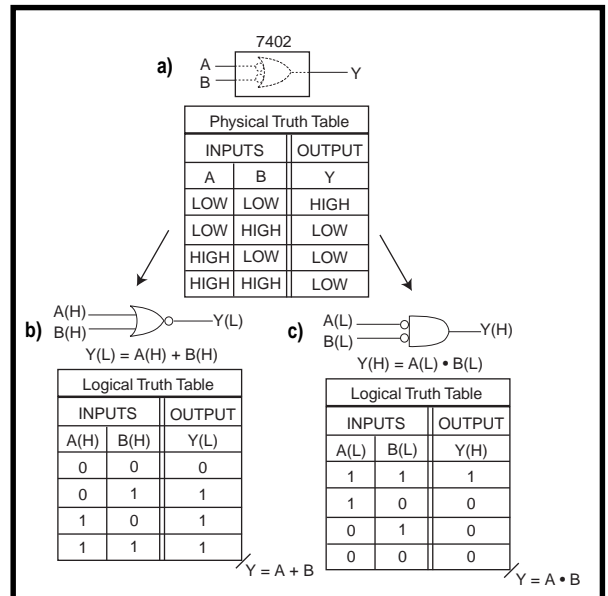 7402
a)
A
B
Y
Physical Truth Table
INPUTS OUTPUT
A B Y
LOW LOW HIGH
LOW HIGH LOW
HIGH LOW LOW
HIGH HIGH LOW
b)
A(H)
B(H)
Y(L)
Y(L) = A(H) + B(H)
Logical Truth Table
INPUTS OUTPUT
A(H) B(H) Y(L)
0 0 0
0 1 1
1 0 1
1 1 1
Y = A + B
c)
A(L)
B(L)
Y(H)
Y(H) = A(L) • B(L)
Logical Truth Table
INPUTS OUTPUT
A(L) B(L) Y(H)
1 1 1
1 0 0
0 1 0
0 0 0
Y = A • B